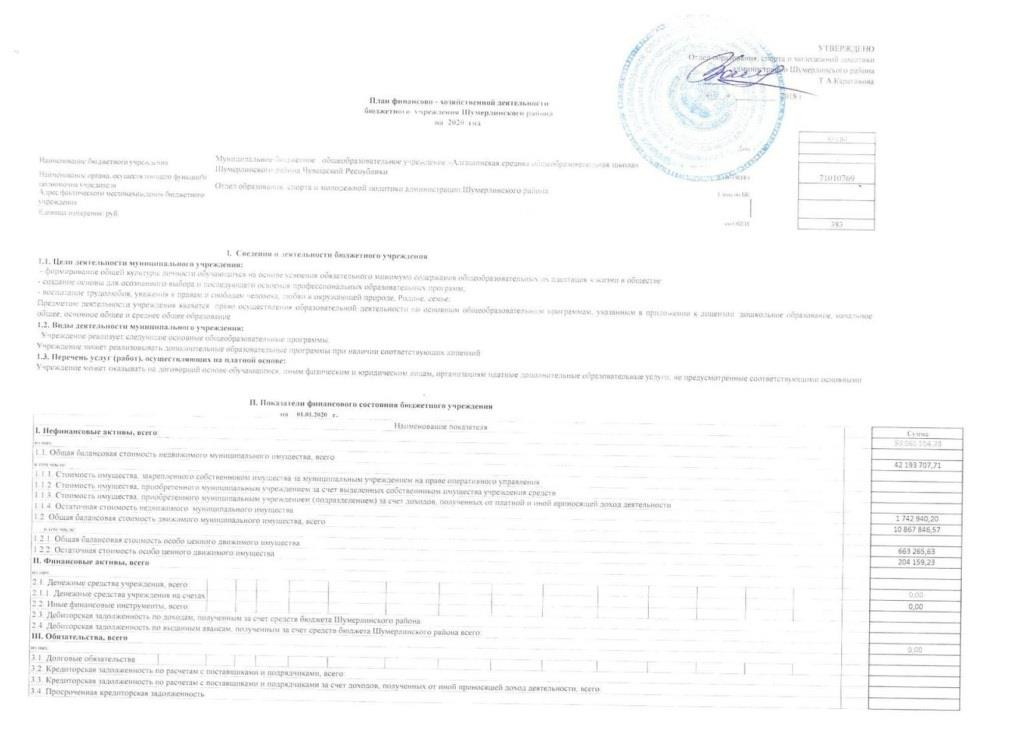 УТВЕРЖДЕНО
Отдел образования, спорта и молодежной политики
администрации Шумерлинского района
Т.А.Караганова
План финансово - хозяйственной деятельности
бюджетного учреждения Шумерлинского района
на 2020 год
Наименование бюджетного учреждения
Муниципальное бюджетное общеобразовательное учреждение «Алгашинская средняя общеобразовательная школа»
Шумерлинского района Чувашской Республики
Наименование органа, осуществляющего функции и
полномочия учредителя
71010769
Отдел образования, спорта и молодежной политики администрации Шумерлинского района
Адрес фактического местонахождения бюджетного
учреждения
Единица измерения: руб.
383
I. Сведения о деятельности бюджетного учреждения
1.1. Цели деятельности муниципального учреждения:
- формирование общей культуры личности обучающихся на основе усвоения обязательного минимума содержания общеобразовательных их адаптация к жизни в обществе
- создание основы для осознанного выбора и последующего освоения профессиональных образовательных программ;
- воспитание трудолюбия, уважения к правам и свободам человека, любви к окружающей природе, Родине, семье;
Предметом деятельности учреждения является право осуществления образовательной деятельности по основным общеобразовательным программам, указанным в приложении к лицензии: дошкольное образование, начальное
общее, основное общее и среднее общее образование
1.2. Виды деятельности муниципального учреждения:
Учреждение реализует следующие основные общеобразовательные программы.
Учреждение может реализовывать дополнительные образовательные программы при наличии соответствующих лицензий
1.3. Перечень услуг (работ), осуществляющих на платной основе:
Учреждение может оказывать на договорной основе обучающимся, иным физическим и юридическим лицам, организациям платные дополнительные образовательные услуги, не предусмотренные соответствующими основными
II. Показатели финансового состояния бюджетного учреждения
на 01.01.2020 г.
Наименование показателя
Сумма
I. Нефинансовые активы, всего
из них:
1.1. Общая балансовая стоимость недвижимого муниципального имущества, всего
42 193 707,71
в том числе:
1.1.1. Стоимость имущества, закрепленного собственником имущества за муниципальным учреждением на праве оперативного управления
1.1.2. Стоимость имущества, приобретенного муниципальным учреждением за счет выделенных собственником имущества учреждения средств
1.1.3. Стоимость имущества, приобретенного муниципальным учреждением (подразделением) за счет доходов, полученных от платной и иной приносящей доход деятельности
1.1.4. Остаточная стоимость недвижимого муниципального имущества
1 742 940,20
1.2. Общая балансовая стоимость движимого муниципального имущества, всего
10 867 846,57
в том числе:
1.2.1. Общая балансовая стоимость особо ценного движимого имущества
1.2.2. Остаточная стоимость особо ценного движимого имущества
663 265,63
II. Финансовые активы, всего
204 159,23
из них:
2.1. Денежные средства учреждения, всего
2.1.1. Денежные средства учреждения на счетах
0,00
2.2. Иные финансовые инструменты, всего
0,00
2.3. Дебиторская задолженность по доходам, полученным за счет средств бюджета Шумерлинского района
2.4. Дебиторская задолженность по выданным авансам, полученным за счет средств бюджета Шумерлинского района всего:
III. Обязательства, всего
0,00
из них:
3.1. Долговые обязательства
3.2. Кредиторская задолженность по расчетам с поставщиками и подрядчиками, всего:
3.3. Кредиторская задолженность по расчетам с поставщиками и подрядчиками за счет доходов, полученных от иной приносящей доход деятельности, всего:
3.4. Просроченная кредиторская задолженность